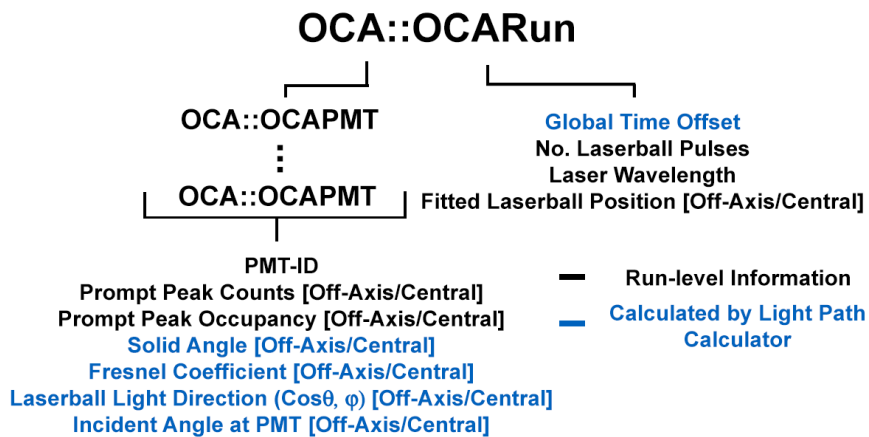 OCA::OCARun
OCA::OCAPMT
OCA::OCAPMT
PMT-ID
Prompt Peak Counts [Off-Axis/Central]
Prompt Peak Occupancy [Off-Axis/Central]
Solid Angle [Off-Axis/Central]
Fresnel Coefficient [Off-Axis/Central]
Laserball Light Direction (Cosθ, φ) [Off-Axis/Central]
Incident Angle at PMT [Off-Axis/Central]
Global Time Offset
No. Laserball Pulses
Laser Wavelength
Fitted Laserball Position [Off-Axis/Central]
Run-level Information
Calculated by Light Path
Calculator